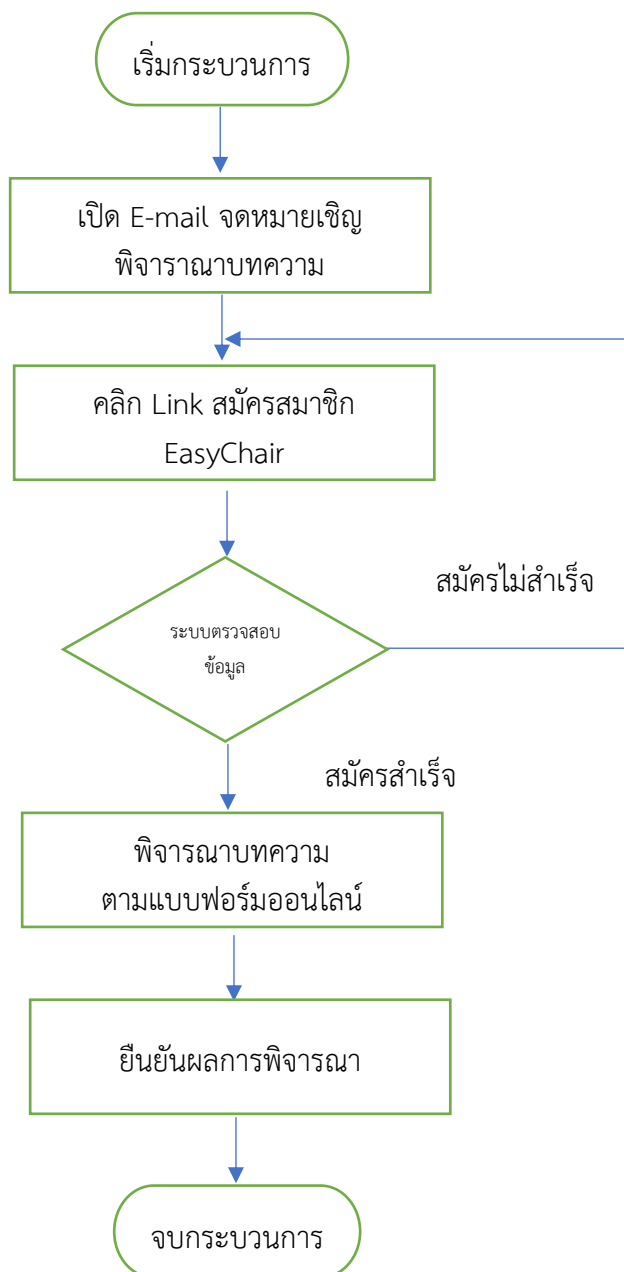 เริ่มกระบวนการ
เปิด E-mail จดหมายเชิญ
พิจาราณาบทความ
คลิก Link สมัครสมาชิก
EasyChair
สมัครไม่สำเร็จ
ระบบตรวจสอบ
ข้อมูล
สมัครสำเร็จ
พิจารณาบทความ
ตามแบบฟอร์มออนไลน์
ยืนยันผลการพิจารณา
จบกระบวนการ